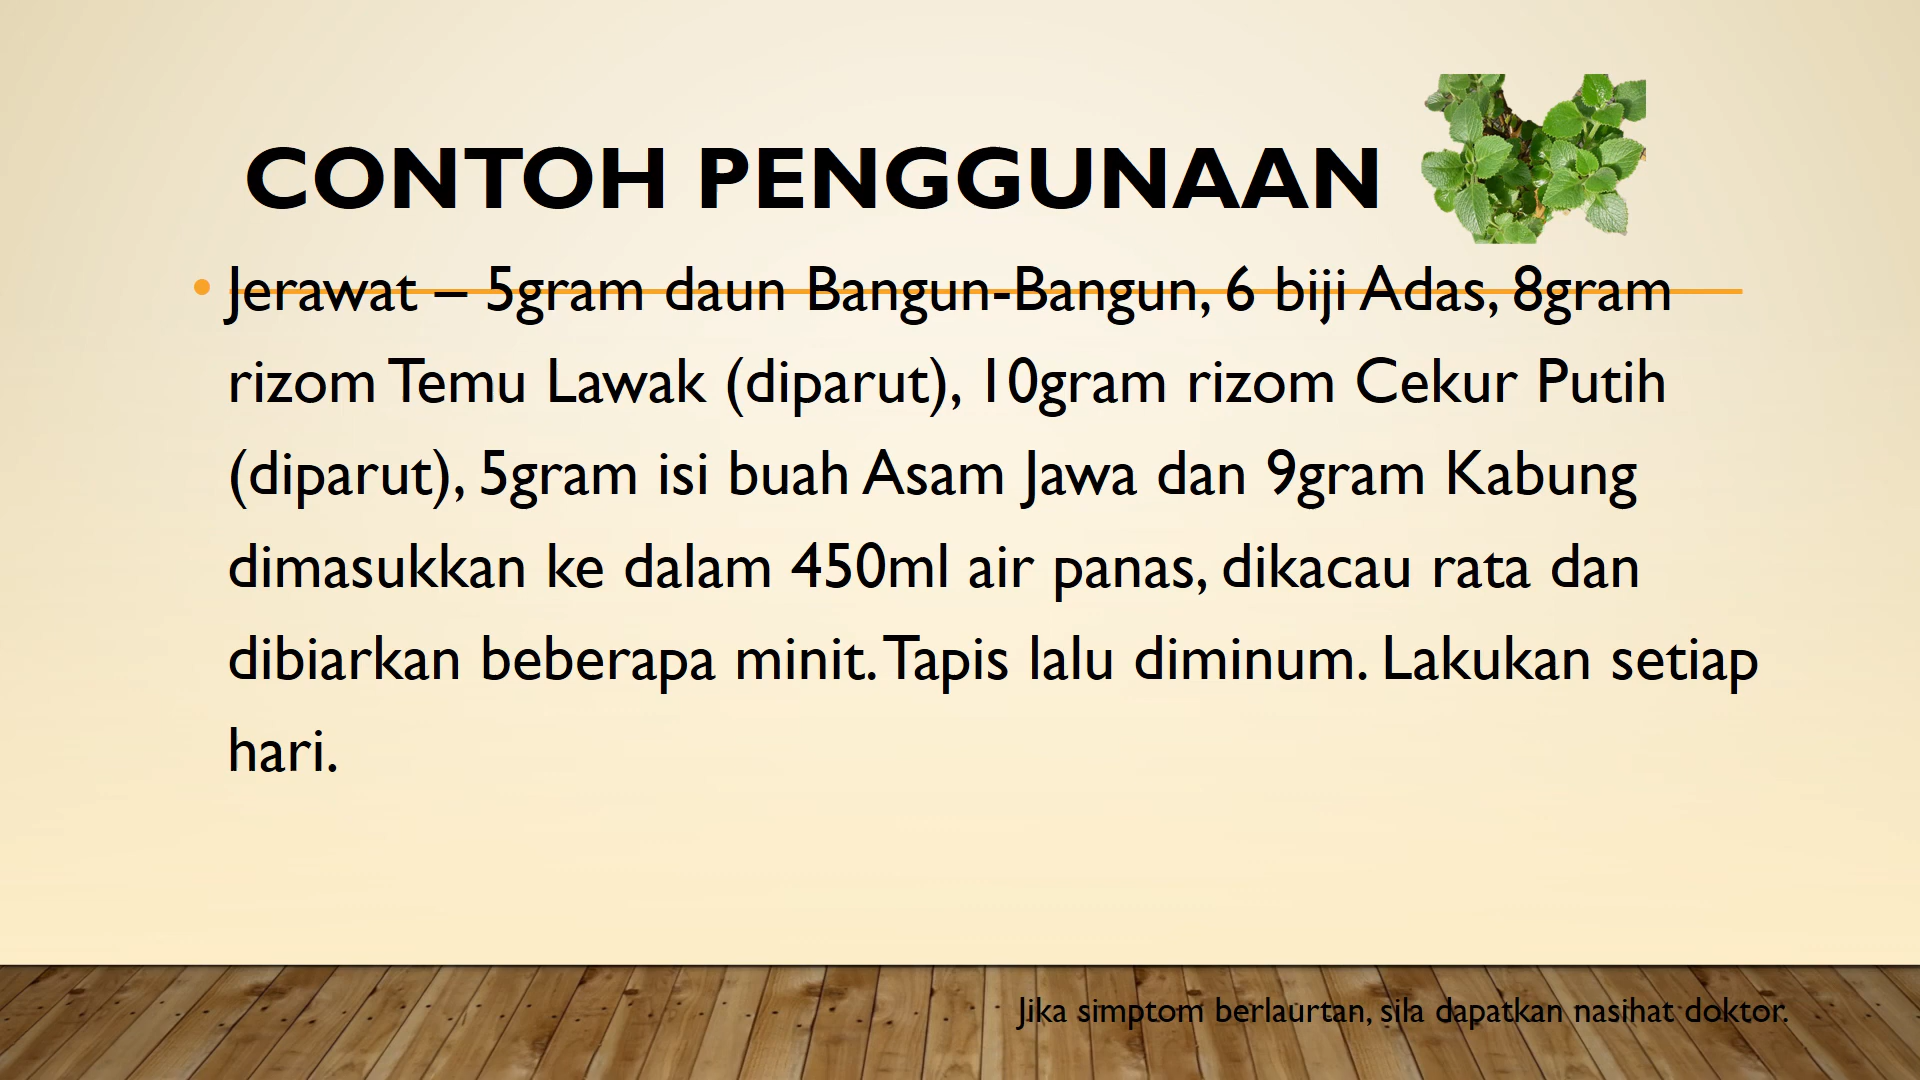 CONTOH PENGGUNAAN
• Jerawat – 5gram daun Bangun-Bangun, 6 biji Adas, 8gram
rizom Temu Lawak (diparut), 10gram rizom Cekur Putih
(diparut), 5gram isi buah Asam Jawa dan 9gram Kabung
dimasukkan ke dalam 450ml air panas, dikacau rata dan
dibiarkan beberapa minit. Tapis lalu diminum. Lakukan setiap
hari.
Jika simptom berlaurtan, sila dapatkan nasihat doktor.